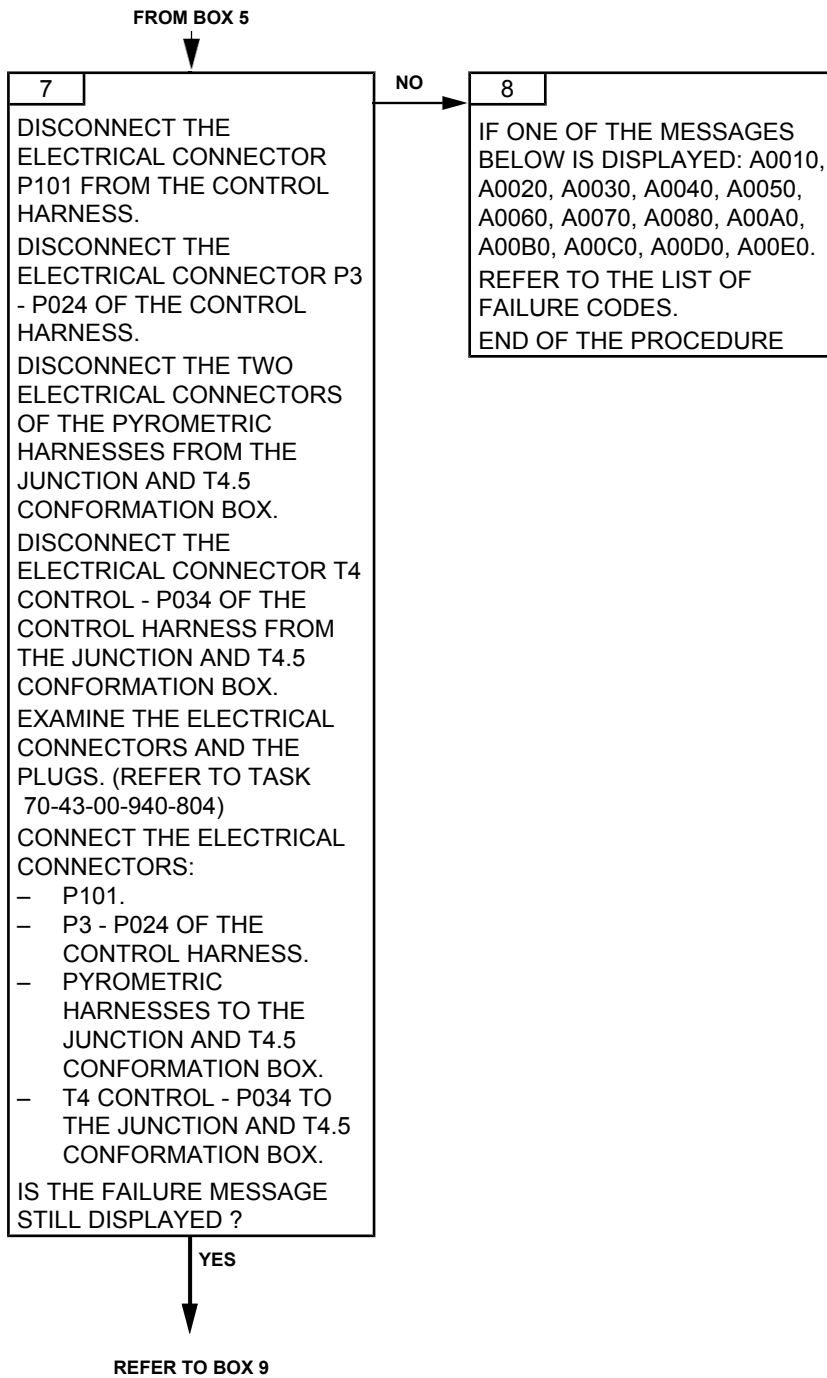 FROM BOX 5
7
DISCONNECT THE
ELECTRICAL CONNECTOR
P101 FROM THE CONTROL
HARNESS.
DISCONNECT THE
ELECTRICAL CONNECTOR P3
- P024 OF THE CONTROL
HARNESS.
DISCONNECT THE TWO
ELECTRICAL CONNECTORS
OF THE PYROMETRIC
HARNESSES FROM THE
JUNCTION AND T4.5
CONFORMATION BOX.
DISCONNECT THE
ELECTRICAL CONNECTOR T4
CONTROL - P034 OF THE
CONTROL HARNESS FROM
THE JUNCTION AND T4.5
CONFORMATION BOX.
EXAMINE THE ELECTRICAL
CONNECTORS AND THE
PLUGS. (REFER TO TASK
70-43-00-940-804)
CONNECT THE ELECTRICAL
CONNECTORS:
– P101.
– P3 - P024 OF THE
CONTROL HARNESS.
– PYROMETRIC
HARNESSES TO THE
JUNCTION AND T4.5
CONFORMATION BOX.
– T4 CONTROL - P034 TO
THE JUNCTION AND T4.5
CONFORMATION BOX.
IS THE FAILURE MESSAGE
STILL DISPLAYED ?
NO
8
IF ONE OF THE MESSAGES
BELOW IS DISPLAYED: A0010,
A0020, A0030, A0040, A0050,
A0060, A0070, A0080, A00A0,
A00B0, A00C0, A00D0, A00E0.
REFER TO THE LIST OF
FAILURE CODES.
END OF THE PROCEDURE
YES
REFER TO BOX 9